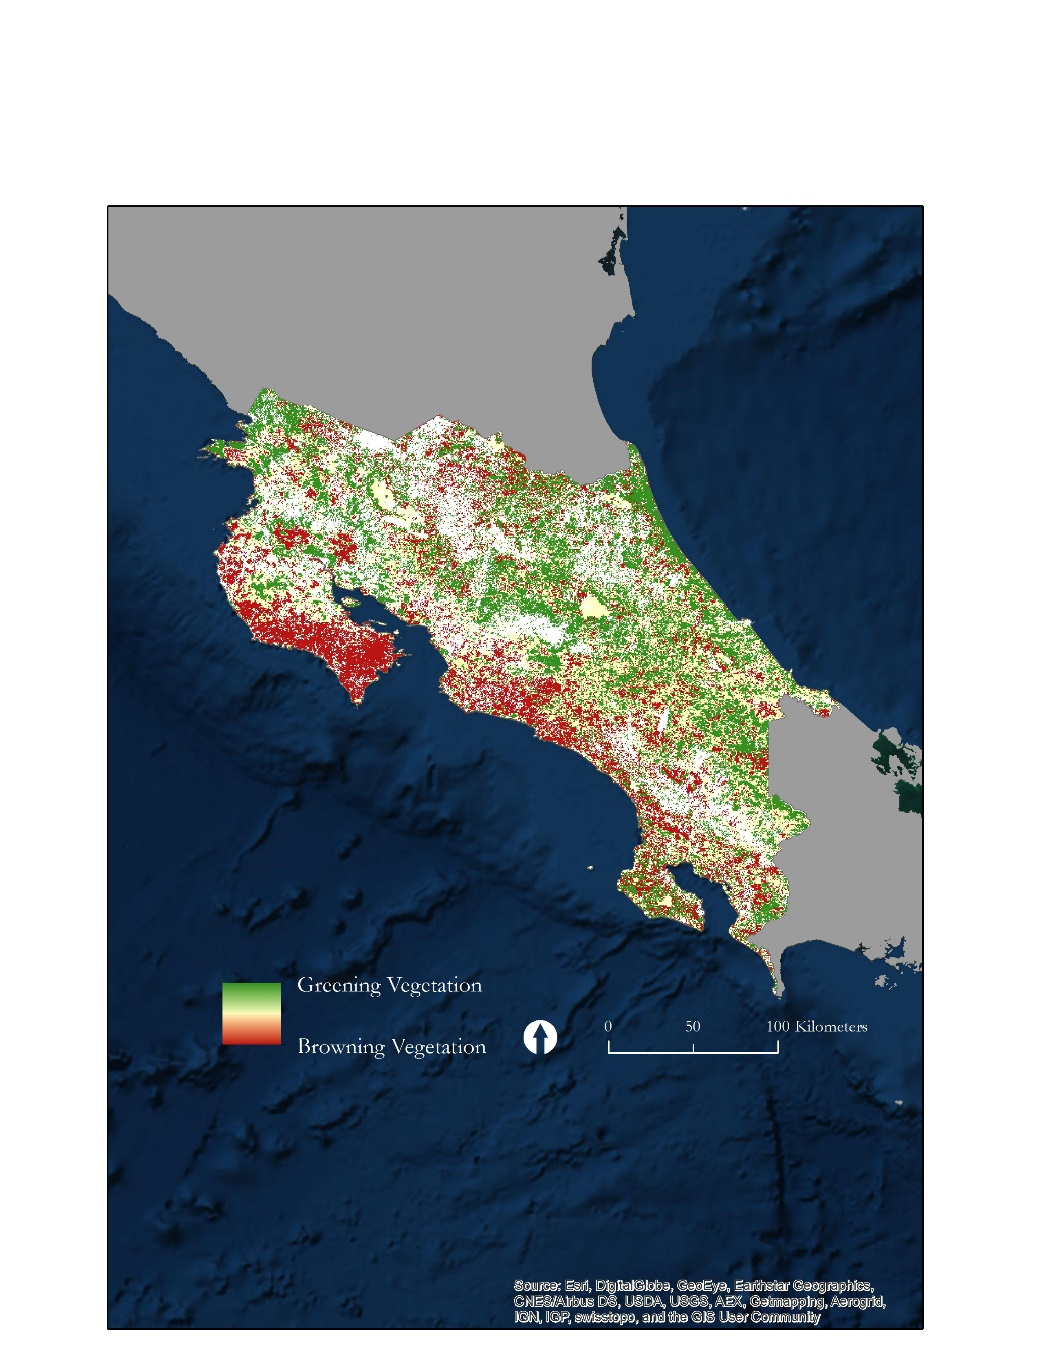 Greening Vegetation
Browning Vegetation
0 50 100 Kilometers
Source: Esri, DigitalGlobe, GeoEye, Earthstar Geographics,
CNES/Airbus DS, USDA, USGS, AEX, Getmapping, Aerogrid,
IGN, IGP, swisstopo, and the GIS User Community